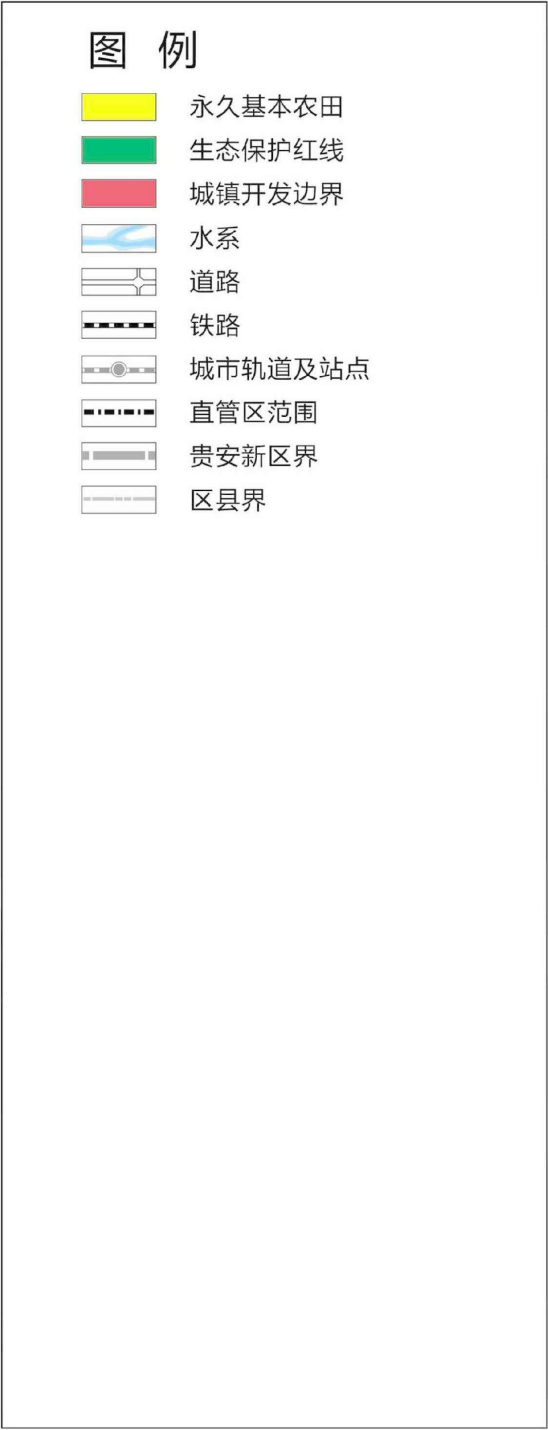 图 例
永久基本农田
生态保护红线
城镇开发边界
水系
道路
铁路
城市轨道及站点
直管区范围
贵安新区界
区县界